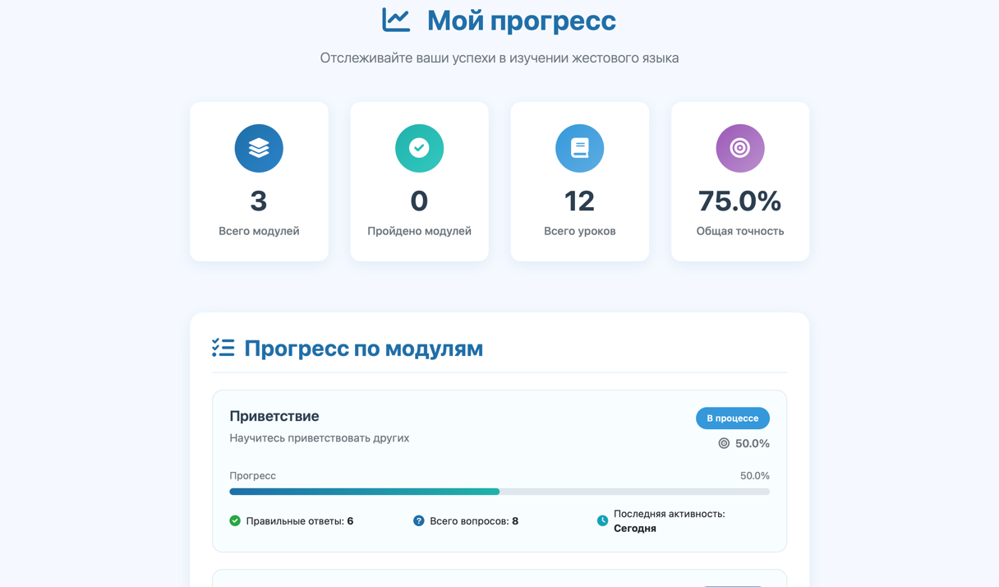 Мой прогресс
Отслеживайте ваши успехи в изучении жестового языка
3
Всего модулей
0
Пройдено модулей
12
Всего уроков
75.0%
Общая точность
Прогресс по модулям
Приветствие
Научитесь приветствовать других
В процессе
50.0%
Прогресс
50.0%
Правильные ответы: 6
Всего вопросов: 8
Последняя активность:
Сегодня